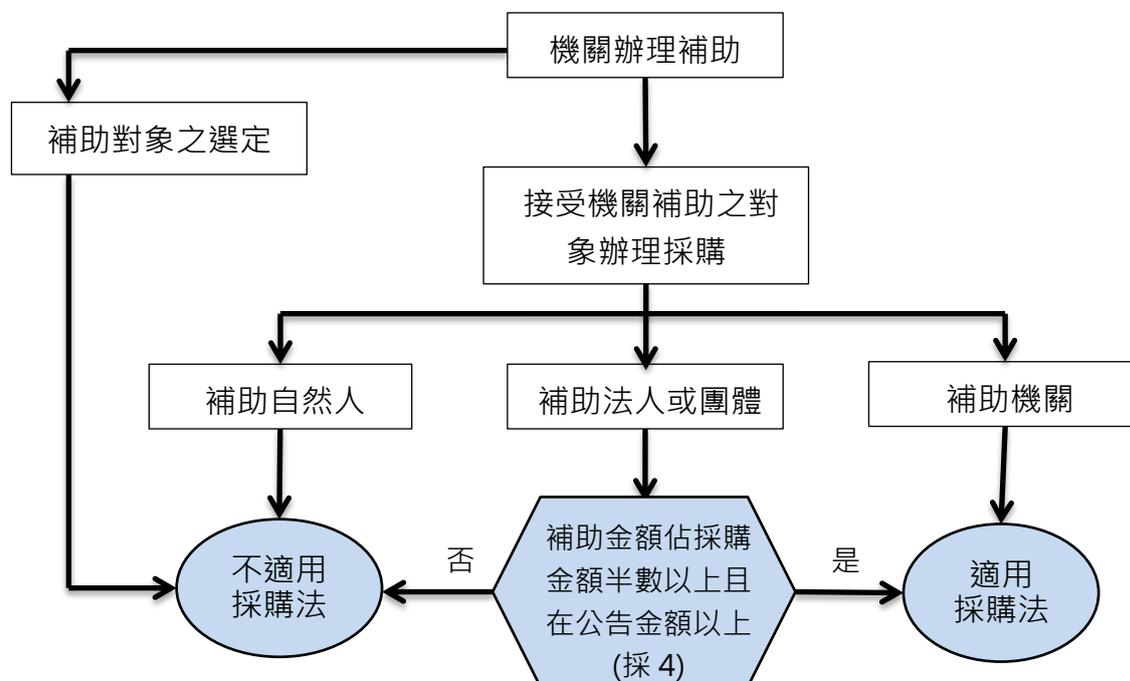 機關辦理補助
補助對象之選定
接受機關補助之對
象辦理採購
補助自然人
補助法人或團體
補助機關
不適用
採購法
否
補助金額佔採購
金額半數以上且
在公告金額以上
(採 4)
是
適用
採購法